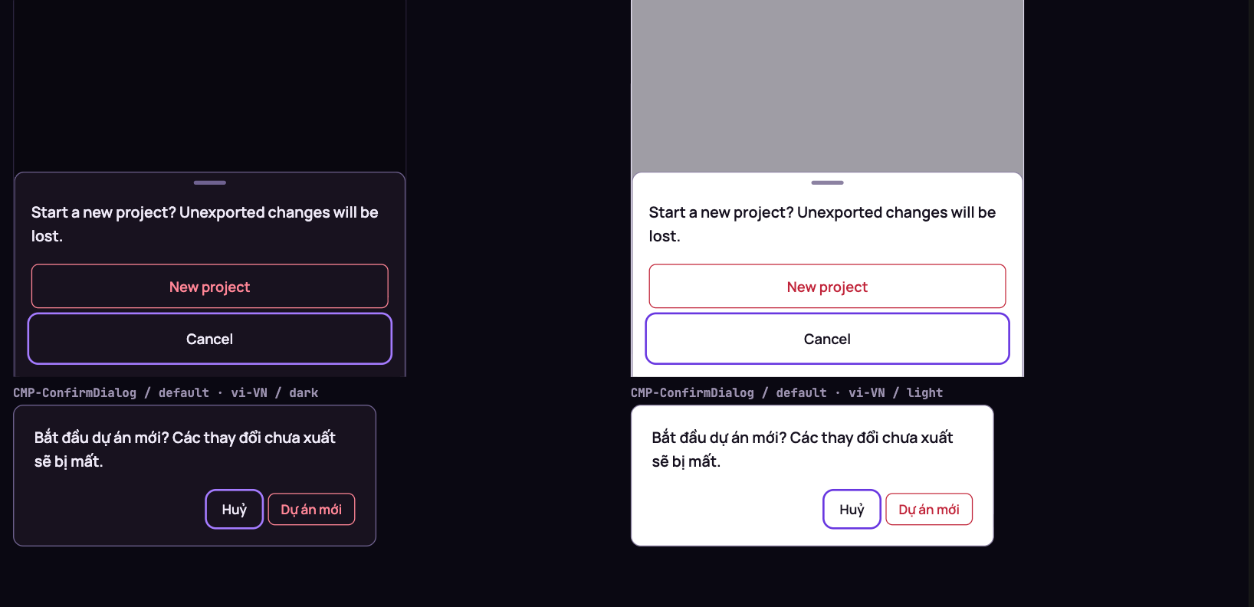 Start a new project? Unexported changes will be
lost.
New project
Cancel
Start a new project? Unexported changes will be
lost.
New project
Cancel
CMP-ConfirmDialog / default · vi-VN / dark
Bắt đầu dự án mới? Các thay đổi chưa xuất
sẽ bị mất.
Huỷ
Dự án mới
CMP-ConfirmDialog / default · vi-VN / light
Bắt đầu dự án mới? Các thay đổi chưa xuất
sẽ bị mất.
Huỷ
Dự án mới